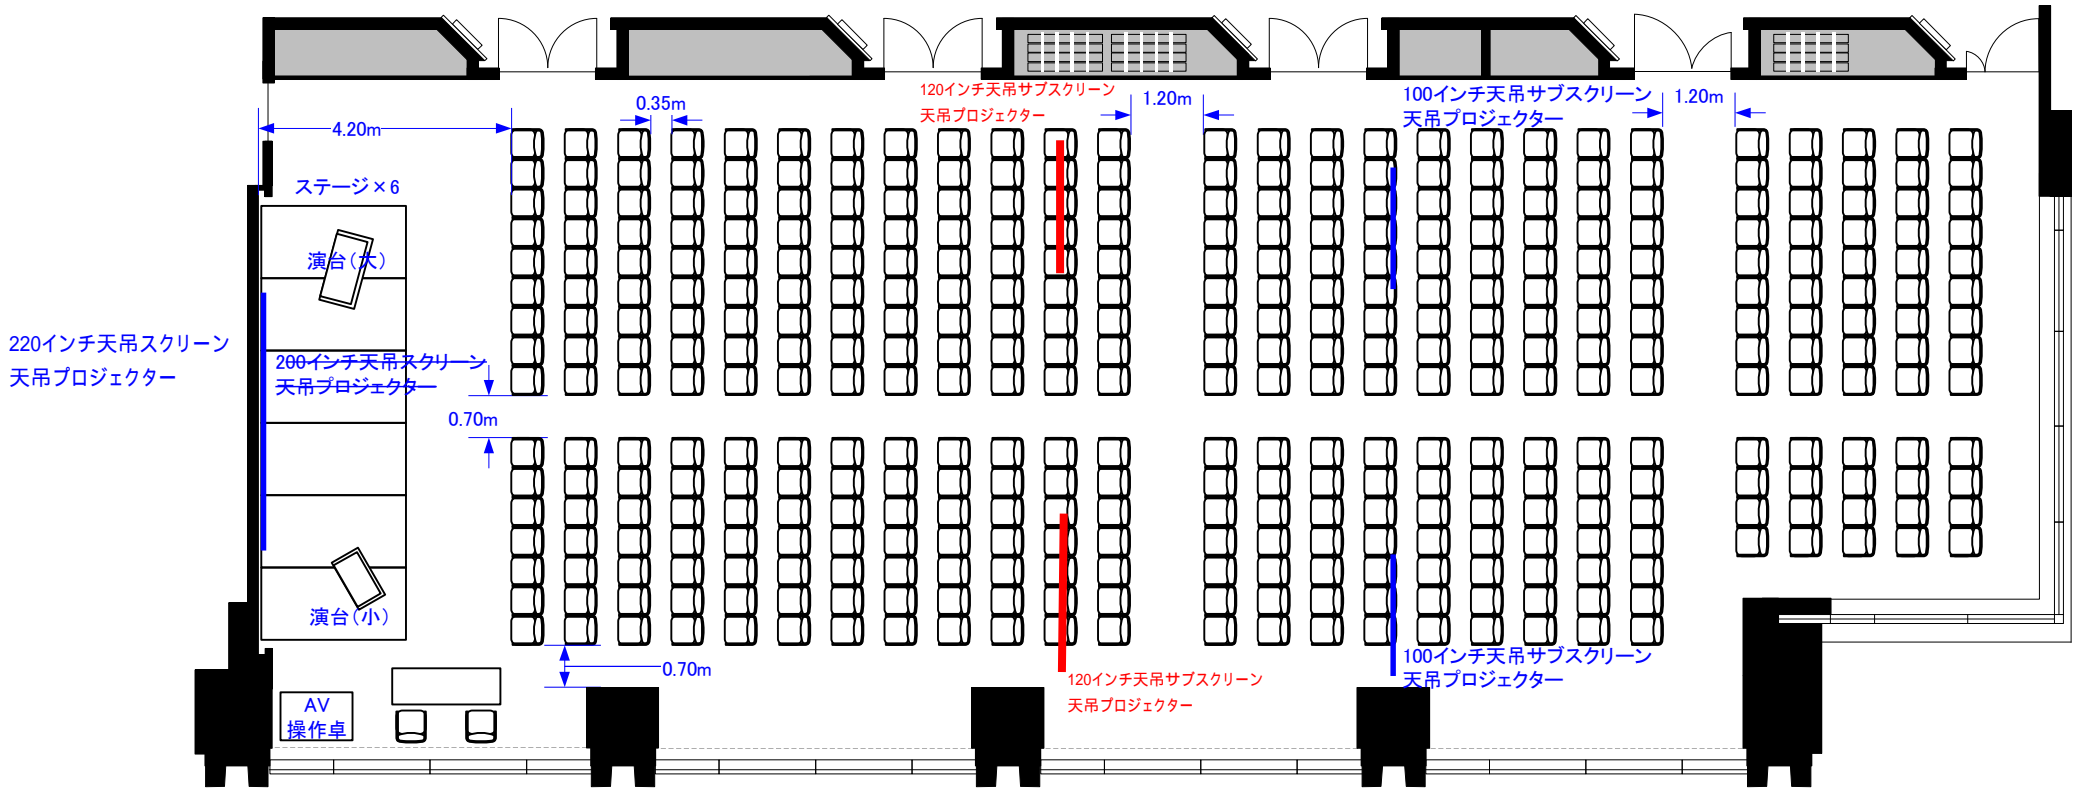 120インチ天吊サブスクリーン
天吊プロジェクター
0.35m
1.20m
100インチ天吊サブスクリーン
天吊プロジェクター
1.20m
4.20m
ステージ×6
演台(大)
220インチ天吊スクリーン
天吊プロジェクター
200インチ天吊スクリーン
天吊プロジェクター
0.70m
演台(小)
0.70m
100インチ天吊サブスクリーン
天吊プロジェクター
120インチ天吊サブスクリーン
天吊プロジェクター
AV
操作卓